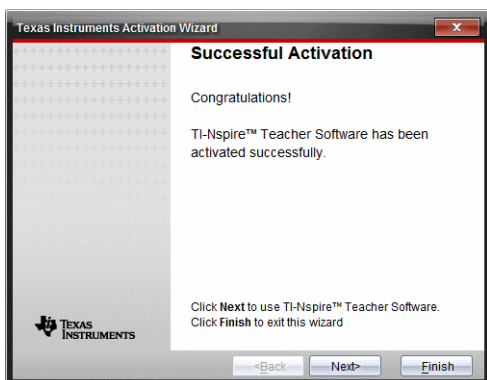 Texas Instruments Activation Wizard
x
Successful Activation
Congratulations!
TI-Nspire™ Teacher Software has been
activated successfully.
Click Next to use TI-Nspire™ Teacher Software.
Click Finish to exit this wizard
TEXAS
INSTRUMENTS
<Back Next> Finish